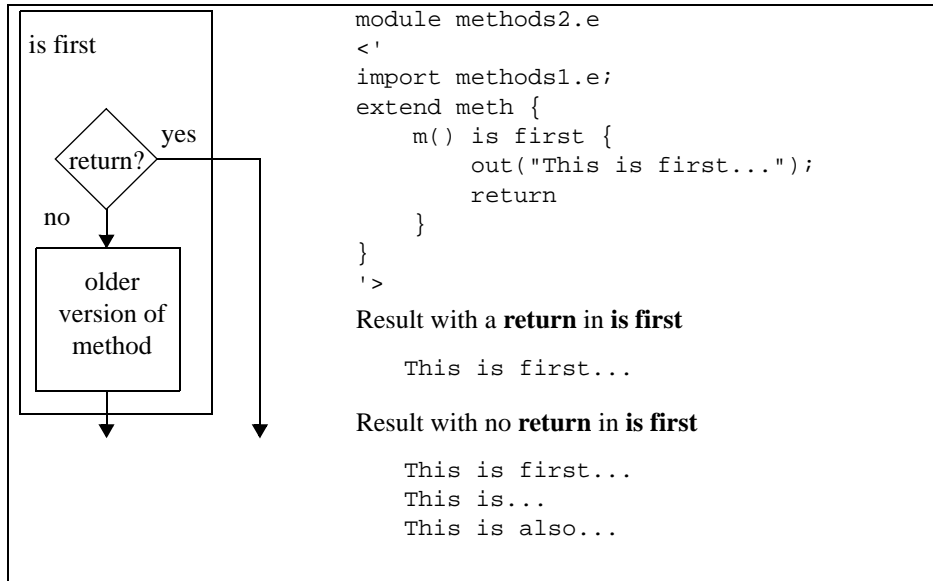 is first
return?
yes
no
older
version of
method
module methods2.e
<'
import methods1.e;
extend meth {
    m() is first {
        out("This is first...");
        return
    }
}
'>
Result with a return in is first
This is first...
Result with no return in is first
This is first...
This is...
This is also...